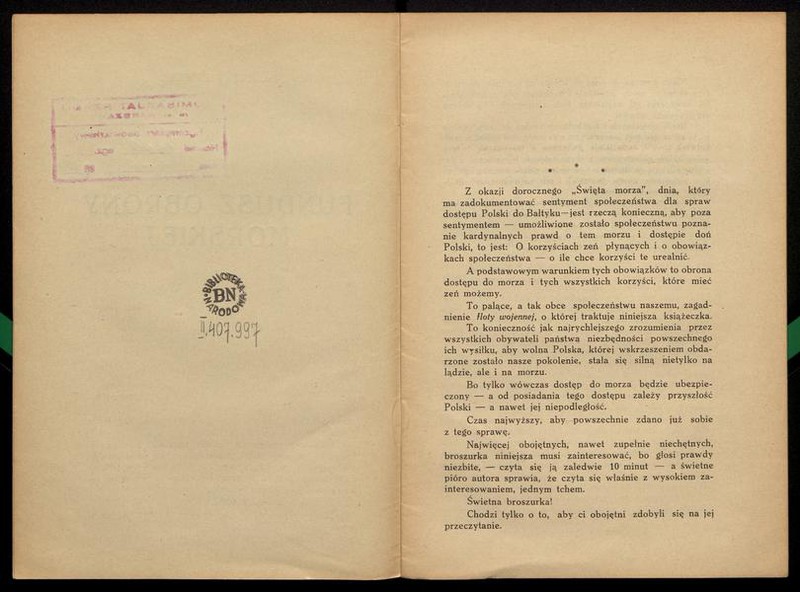 BIBLIOTEKA
BN
NARODOWA
II.407.997
* * *
Z okazji dorocznego „Święta morza”, dnia, który
ma zadokumentować sentyment społeczeństwa dla spraw
dostępu Polski do Bałtyku—jest rzeczą konieczną, aby poza
sentymentem — umożliwione zostało społeczeństwu pozna-
nie kardynalnych prawd o tem morzu i dostępie doń
Polski, to jest: O korzyściach zeń płynących i o obowiąz-
kach społeczeństwa — o ile chce korzyści te urealnić.
A podstawowym warunkiem tych obowiązków to obrona
dostępu do morza i tych wszystkich korzyści, które mieć
zeń możemy.
To palące, a tak obce społeczeństwu naszemu, zagad-
nienie floty wojennej, o której traktuje niniejsza książeczka.
To konieczność jak najrychlejszego zrozumienia przez
wszystkich obywateli państwa niezbędności powszechnego
ich wysiłku, aby wolna Polska, której wskrzeszeniem obda-
rzone zostało nasze pokolenie, stała się silną nietylko na
lądzie, ale i na morzu.
Bo tylko wówczas dostęp do morza będzie ubezpie-
czony — a od posiadania tego dostępu zależy przyszłość
Polski — a nawet jej niepodległość.
Czas najwyższy, aby powszechnie zdano już sobie
z tego sprawę.
Najwięcej obojętnych, nawet zupełnie niechętnych,
broszurka niniejsza musi zainteresować, bo głosi prawdy
niezbite, — czyta się ją zaledwie 10 minut — a świetne
pióro autora sprawia, że czyta się właśnie z wysokiem za-
interesowaniem, jednym tchem.
Świetna broszurka!
Chodzi tylko o to, aby ci obojętni zdobyli się na jej
przeczytanie.